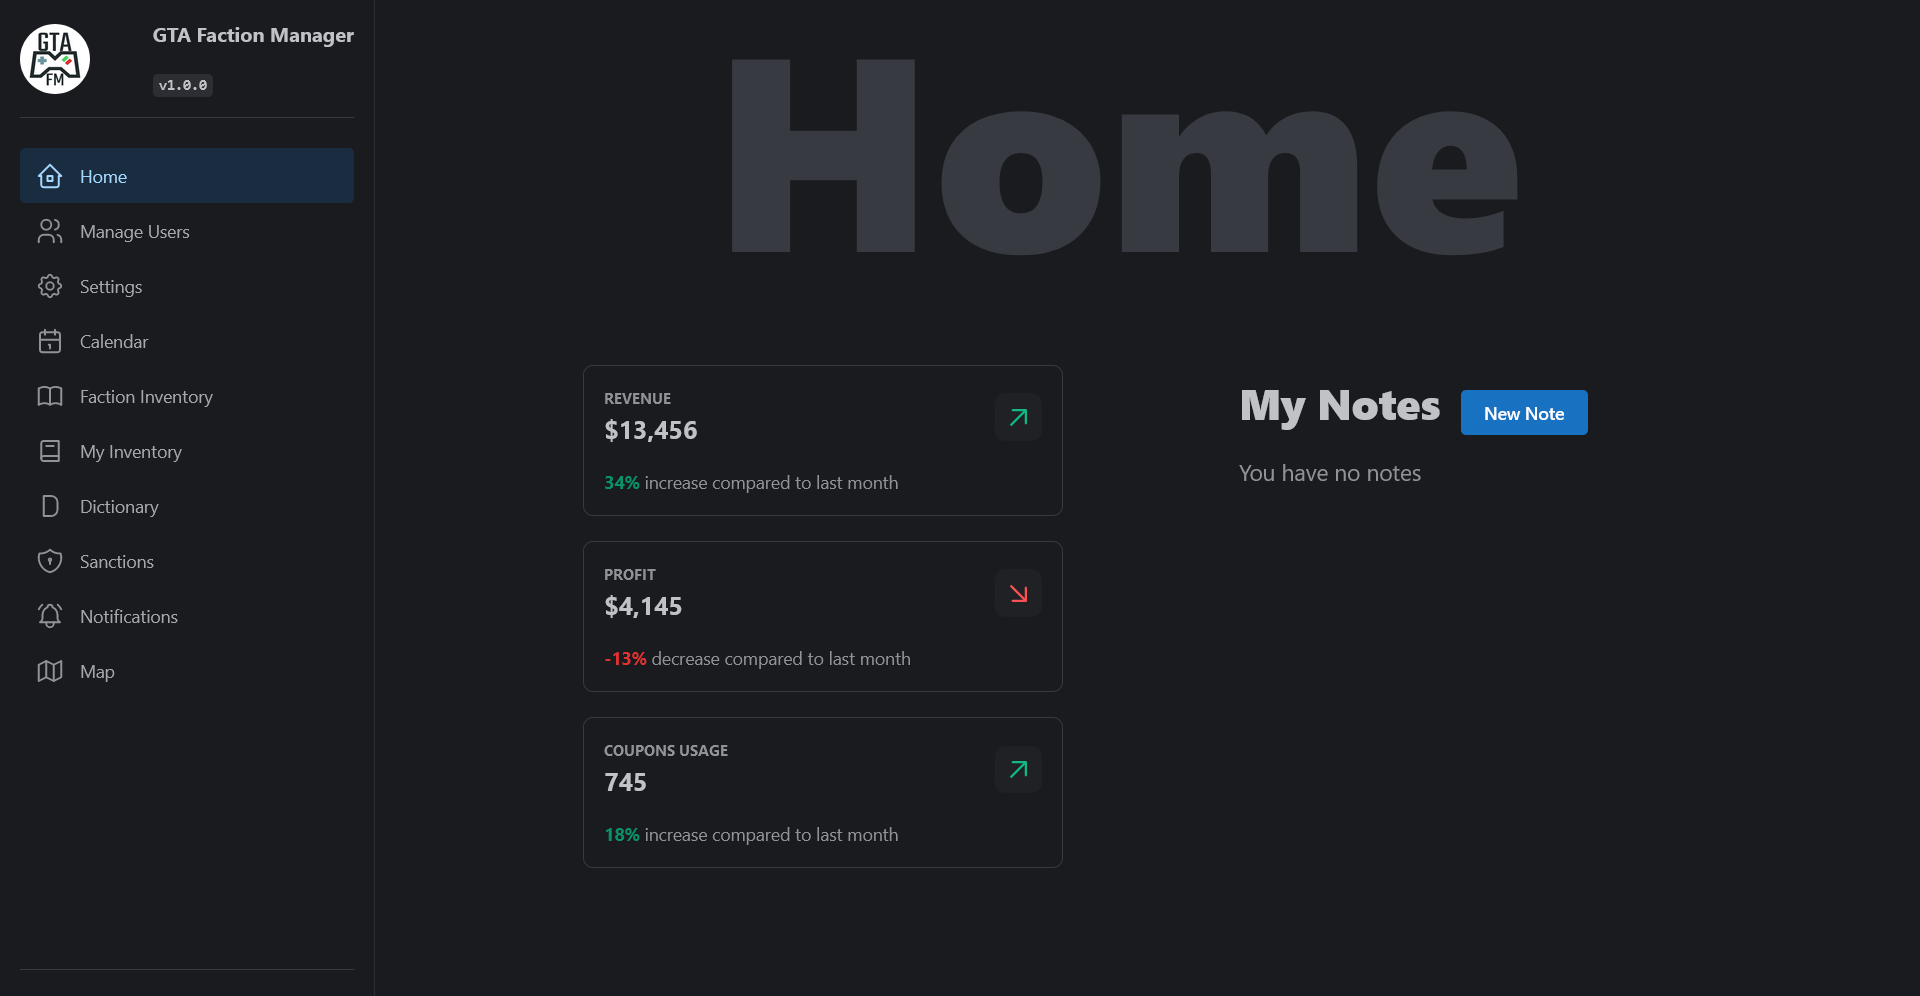 GTA
FM
GTA Faction Manager
v1.0.0
Home
Manage Users
Settings
Calendar
Faction Inventory
My Inventory
Dictionary
Sanctions
Notifications
Map
Home
REVENUE
$13,456
34% increase compared to last month
PROFIT
$4,145
-13% decrease compared to last month
COUPONS USAGE
745
18% increase compared to last month
My Notes
New Note
You have no notes